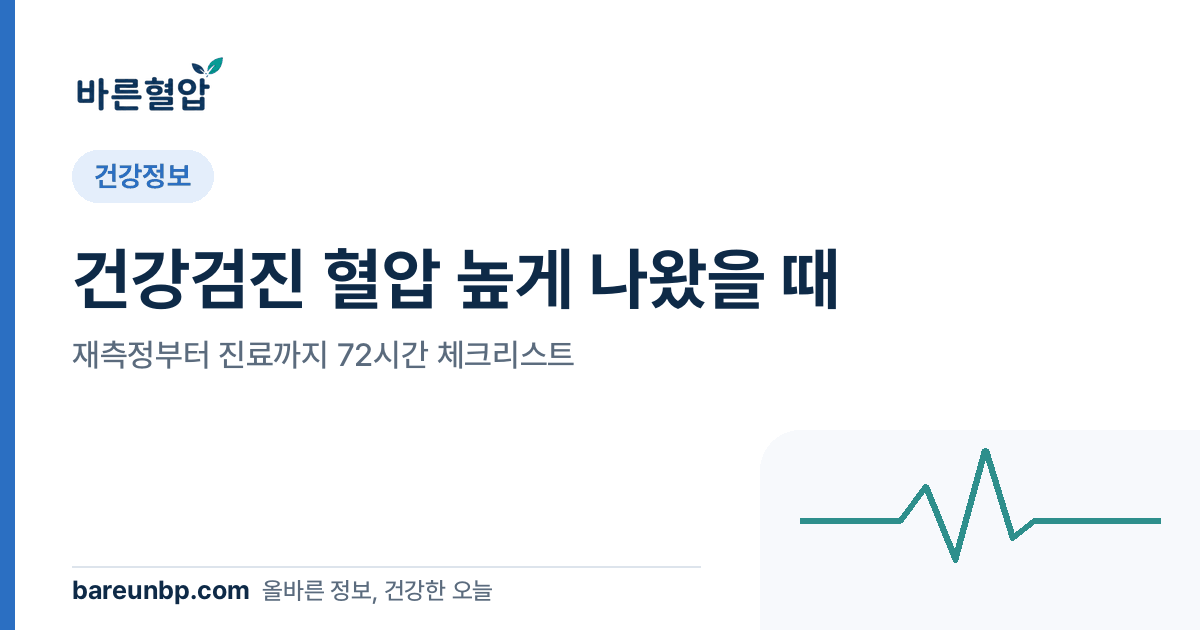 바른혈압
건강정보
건강검진 혈압 높게 나왔을 때
재측정부터 진료까지 72시간 체크리스트
bareunbp.com 올바른 정보, 건강한 오늘